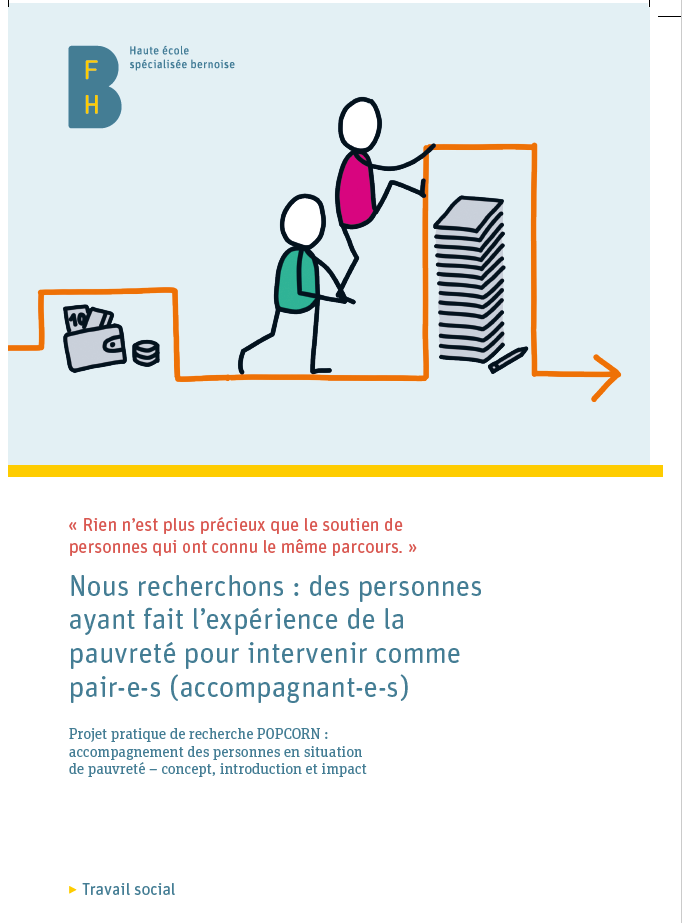 Haute école
spécialisée bernoise
F
H
10
« Rien n’est plus précieux que le soutien de
personnes qui ont connu le même parcours. »
Nous recherchons : des personnes
ayant fait l’expérience de la
pauvreté pour intervenir comme
pair-e-s (accompagnant-e-s)
Projet pratique de recherche POPCORN :
accompagnement des personnes en situation
de pauvreté – concept, introduction et impact
▸ Travail social